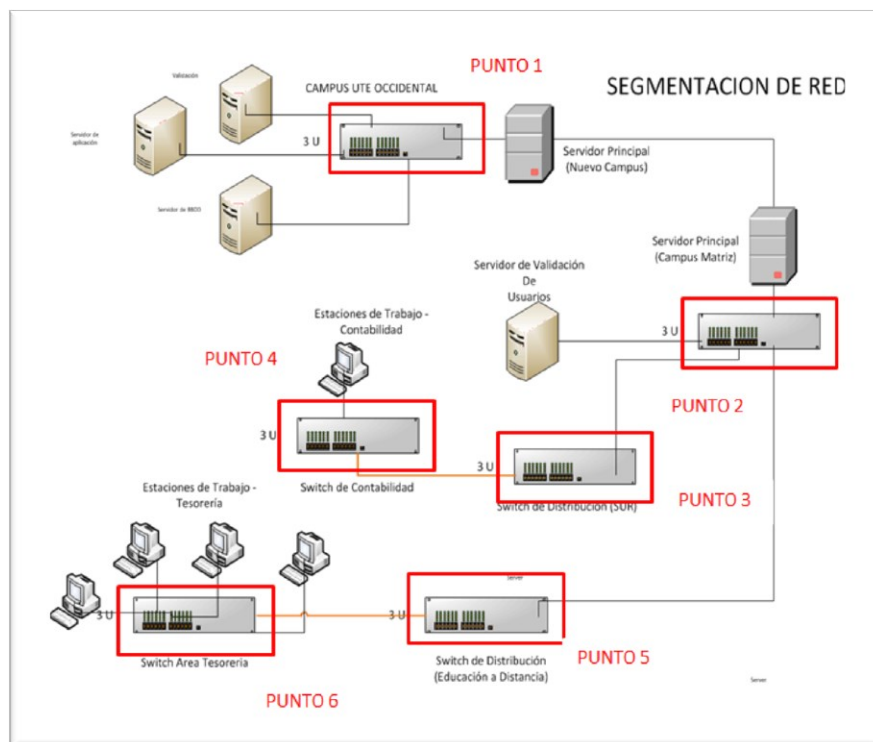 PUNTO 1
SEGMENTACION DE RED
Validación
CAMPUS UTE OCCIDENTAL
Servidor de
aplicación
3 U
Servidor Principal
(Nuevo Campus)
Servidor de
Servidor Principal
(Campus Matriz)
Servidor de Validación
De
Usuarios
Estaciones de Trabajo -
Contabilidad
3 U
PUNTO 4
PUNTO 2
3 U
3 U
Switch de Contabilidad
PUNTO 3
Switch de Distribución (SUR)
Estaciones de Trabajo -
Tesorería
Server
3 U
3 U
PUNTO 5
Switch Area Tesoreria
Switch de Distribución
(Educación a Distancia)
Server
PUNTO 6